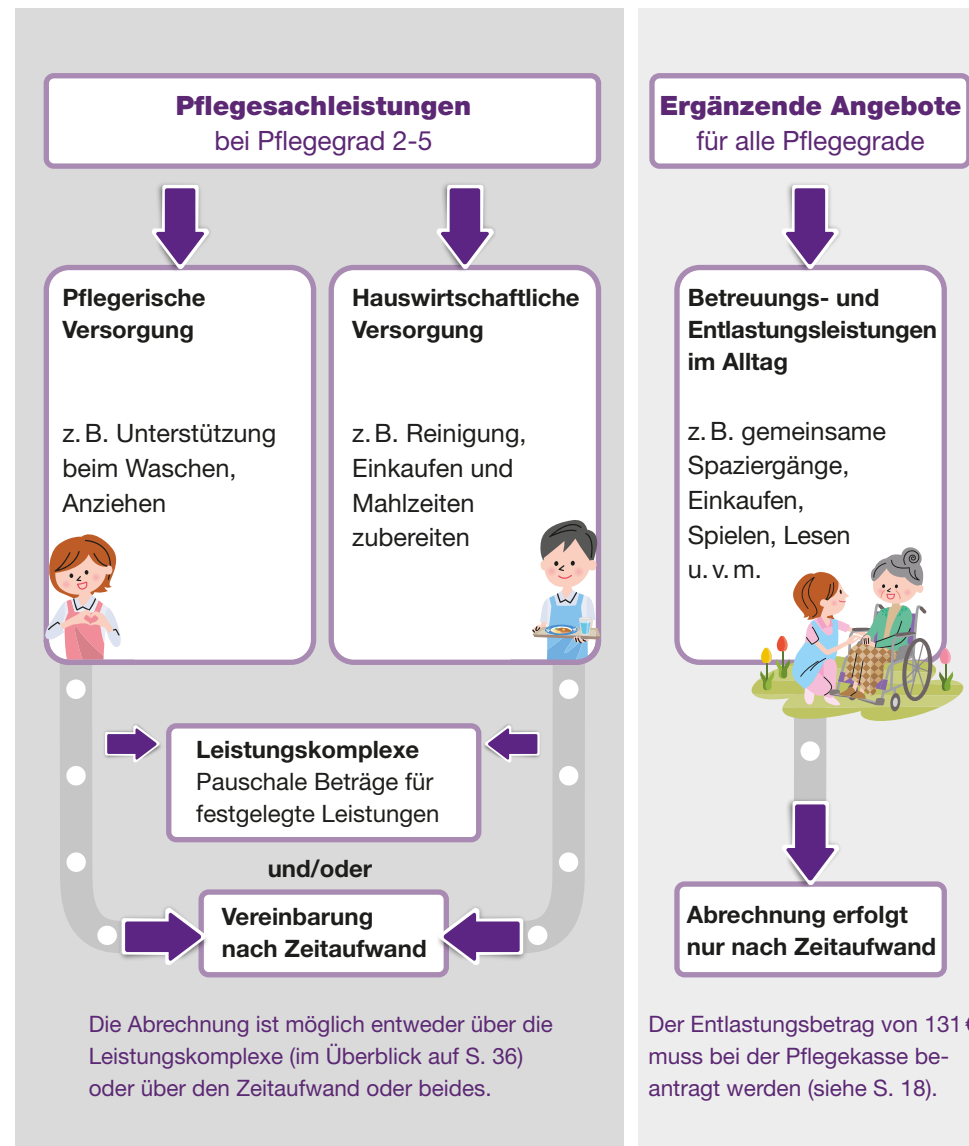 Pflegesachleistungen
bei Pflegegrad 2-5
Pflegerische
Versorgung
z. B. Unterstützung
beim Waschen,
Anziehen
Hauswirtschaftliche
Versorgung
z. B. Reinigung,
Einkaufen und
Mahlzeiten
zubereiten
Leistungskomplexe
Pauschale Beträge für
festgelegte Leistungen
und/oder
Vereinbarung
nach Zeitaufwand
Die Abrechnung ist möglich entweder über die
Leistungskomplexe (im Überblick auf S. 36)
oder über den Zeitaufwand oder beides.
Ergänzende Angebote
für alle Pflegegrade
Betreuungs- und
Entlastungsleistungen
im Alltag
z. B. gemeinsame
Spaziergänge,
Einkaufen,
Spielen, Lesen
u. v. m.
Abrechnung erfolgt
nur nach Zeitaufwand
Der Entlastungsbetrag von 131 €
muss bei der Pflegekasse be-
antragt werden (siehe S. 18).